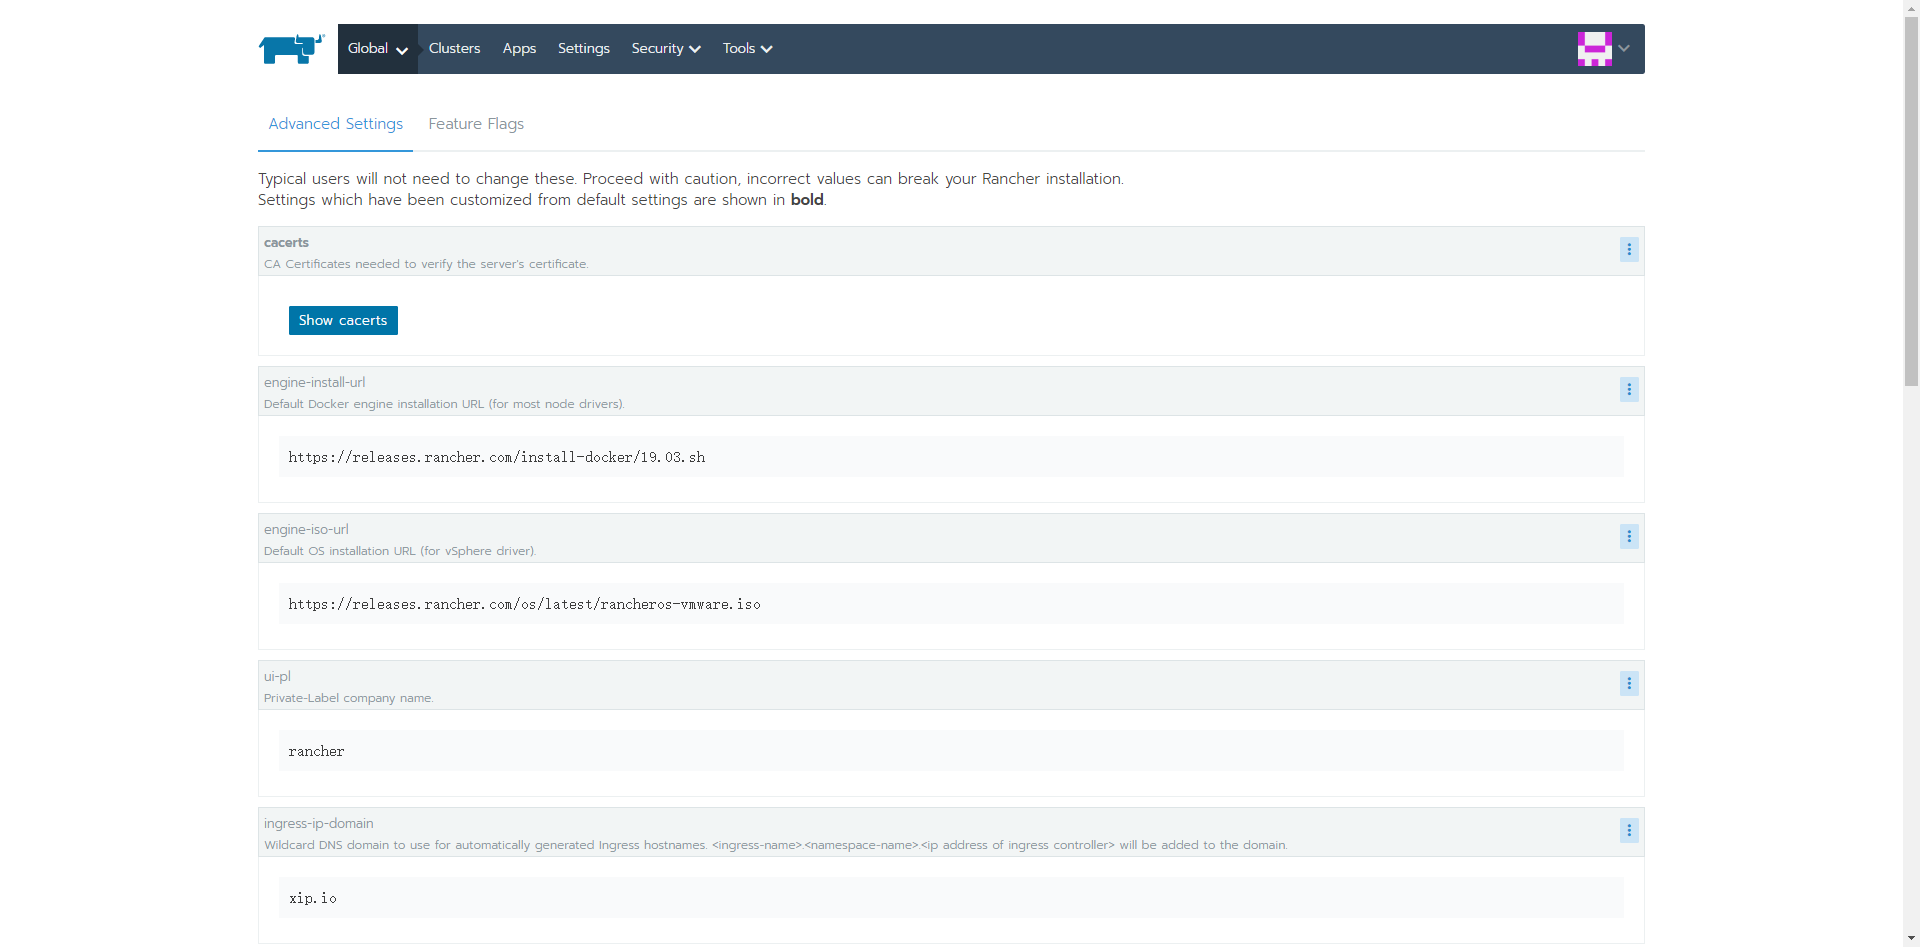 Global Clusters Apps Settings Security Tools
Advanced Settings Feature Flags
Typical users will not need to change these. Proceed with caution, incorrect values can break your Rancher installation.
Settings which have been customized from default settings are shown in bold.
cacerts
CA Certificates needed to verify the server's certificate.
Show cacerts
engine-install-url
Default Docker engine installation URL (for most node drivers).
https://releases.rancher.com/install-docker/19.03.sh
engine-iso-url
Default OS installation URL (for vSphere driver).
https://releases.rancher.com/os/latest/rancheros-vmware.iso
ui-pl
Private-Label company name.
rancher
ingress-ip-domain
Wildcard DNS domain to use for automatically generated Ingress hostnames. <ingress-name>.<namespace-name>.<ip address of ingress controller> will be added to the domain.
xip.io